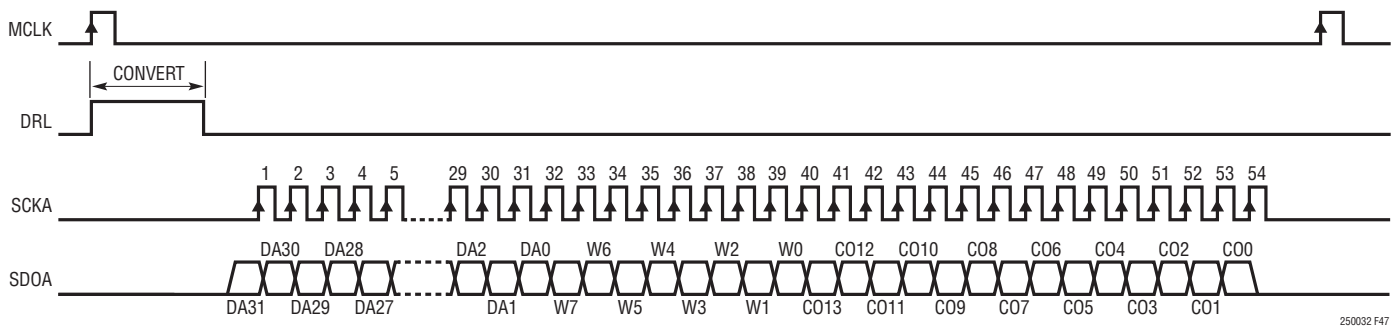 MCLK
CONVERT
DRL
1 2 3 4 5 29 30 31 32 33 34 35 36 37 38 39 40 41 42 43 44 45 46 47 48 49 50 51 52 53 54
SCKA
DA30 DA28 DA2 DA0 W6 W4 W2 W0 CO12 CO10 CO8 CO6 CO4 CO2 CO0
SDOA
DA31 DA29 DA27 DA1 W7 W5 W3 W1 CO13 CO11 CO9 CO7 CO5 CO3 CO1
250032 F47